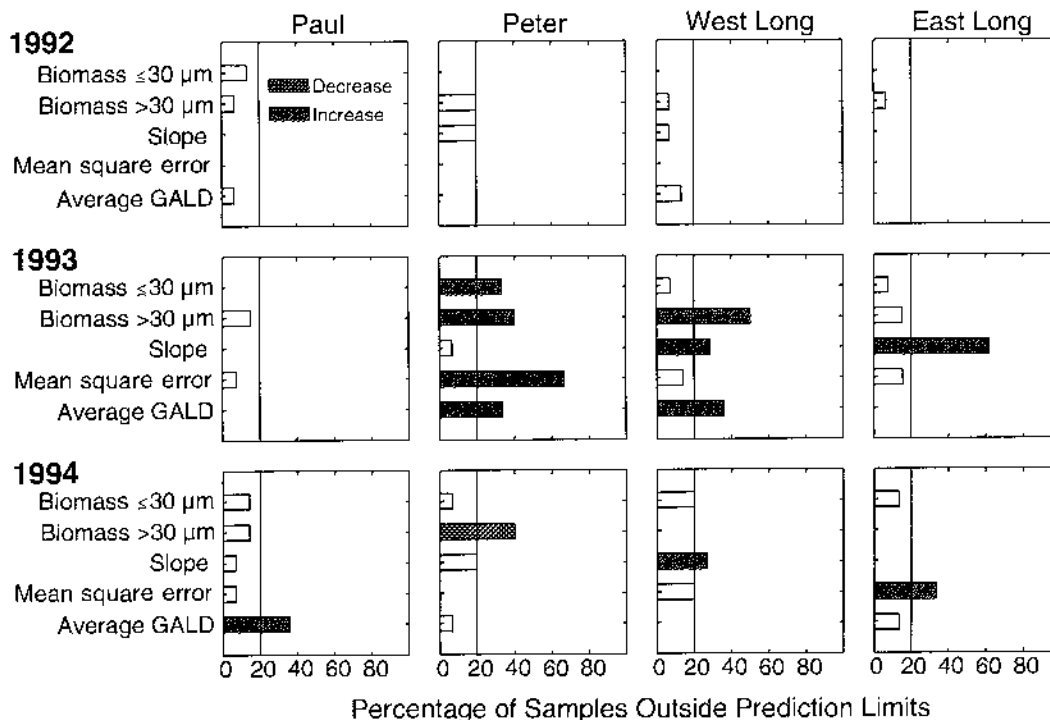 Paul Peter West Long East Long
1992
Biomass ≤30 µm
Biomass >30 µm
Slope
Mean square error
Average GALD
Decrease
Increase
1993
Biomass ≤30 µm
Biomass >30 µm
Slope
Mean square error
Average GALD
1994
Biomass ≤30 µm
Biomass >30 µm
Slope
Mean square error
Average GALD
0 20 40 60 80 0 20 40 60 80 0 20 40 60 80 0 20 40 60 80
Percentage of Samples Outside Prediction Limits